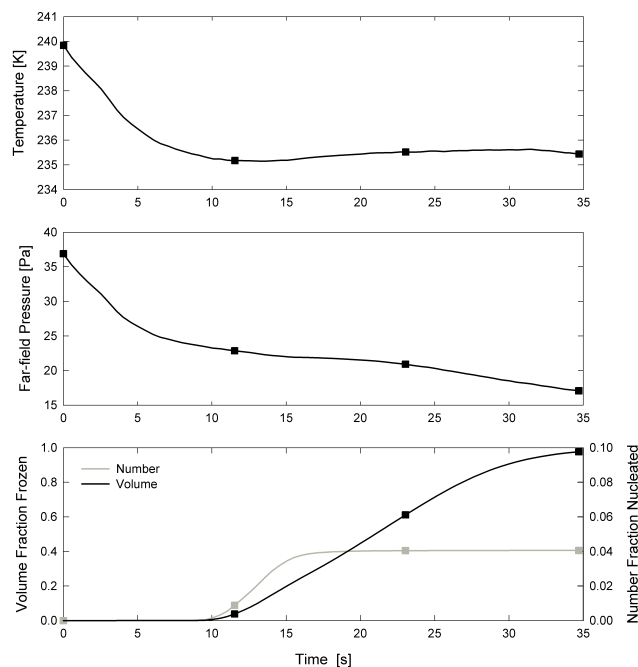 241
240
239
238
237
236
235
234
Temperature [K]
0 5 10 15 20 25 30 35
40
35
30
25
20
15
Far-field Pressure [Pa]
0 5 10 15 20 25 30 35
1.0
0.8
0.6
0.4
0.2
0.0
Volume Fraction Frozen
Number
Volume
0.10
0.08
0.06
0.04
0.02
0.00
Number Fraction Nucleated
0 5 10 15 20 25 30 35
Time [s]